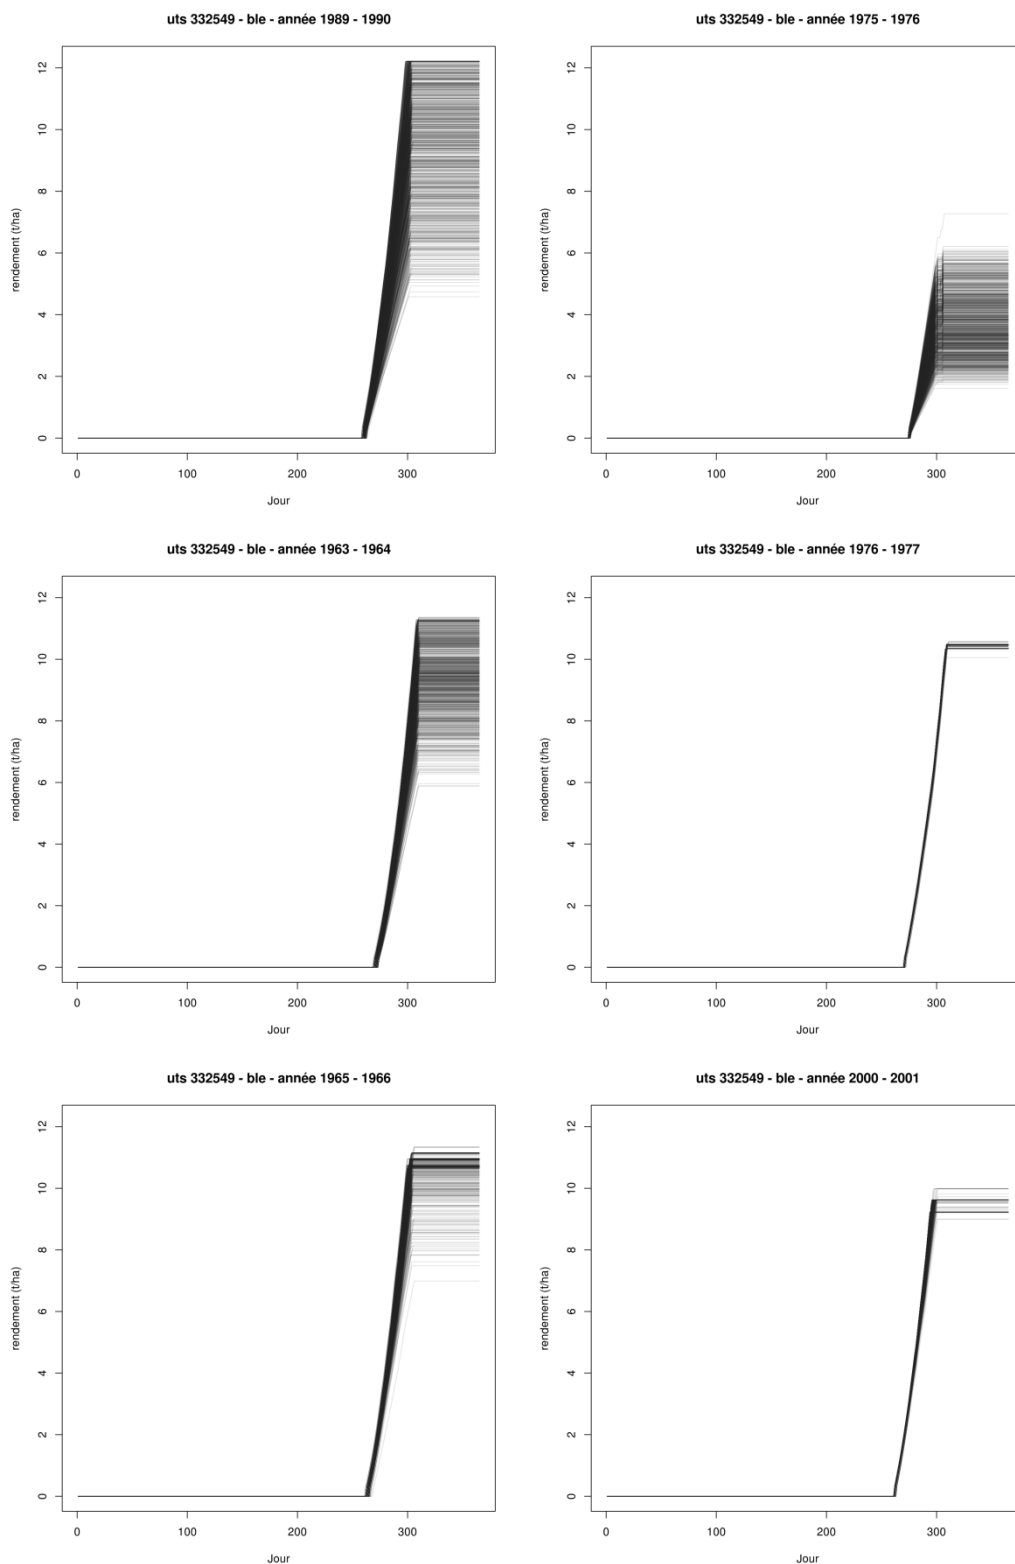 uts 332549 - ble - année 1989 - 1990
12
10
8
6
4
2
0
rendement (t/ha)
0 100 200 300
Jour
uts 332549 - ble - année 1975 - 1976
12
10
8
6
4
2
0
rendement (t/ha)
0 100 200 300
Jour
uts 332549 - ble - année 1963 - 1964
12
10
8
6
4
2
0
rendement (t/ha)
0 100 200 300
Jour
uts 332549 - ble - année 1976 - 1977
12
10
8
6
4
2
0
rendement (t/ha)
0 100 200 300
Jour
uts 332549 - ble - année 1965 - 1966
12
10
8
6
4
2
0
rendement (t/ha)
0 100 200 300
Jour
uts 332549 - ble - année 2000 - 2001
12
10
8
6
4
2
0
rendement (t/ha)
0 100 200 300
Jour